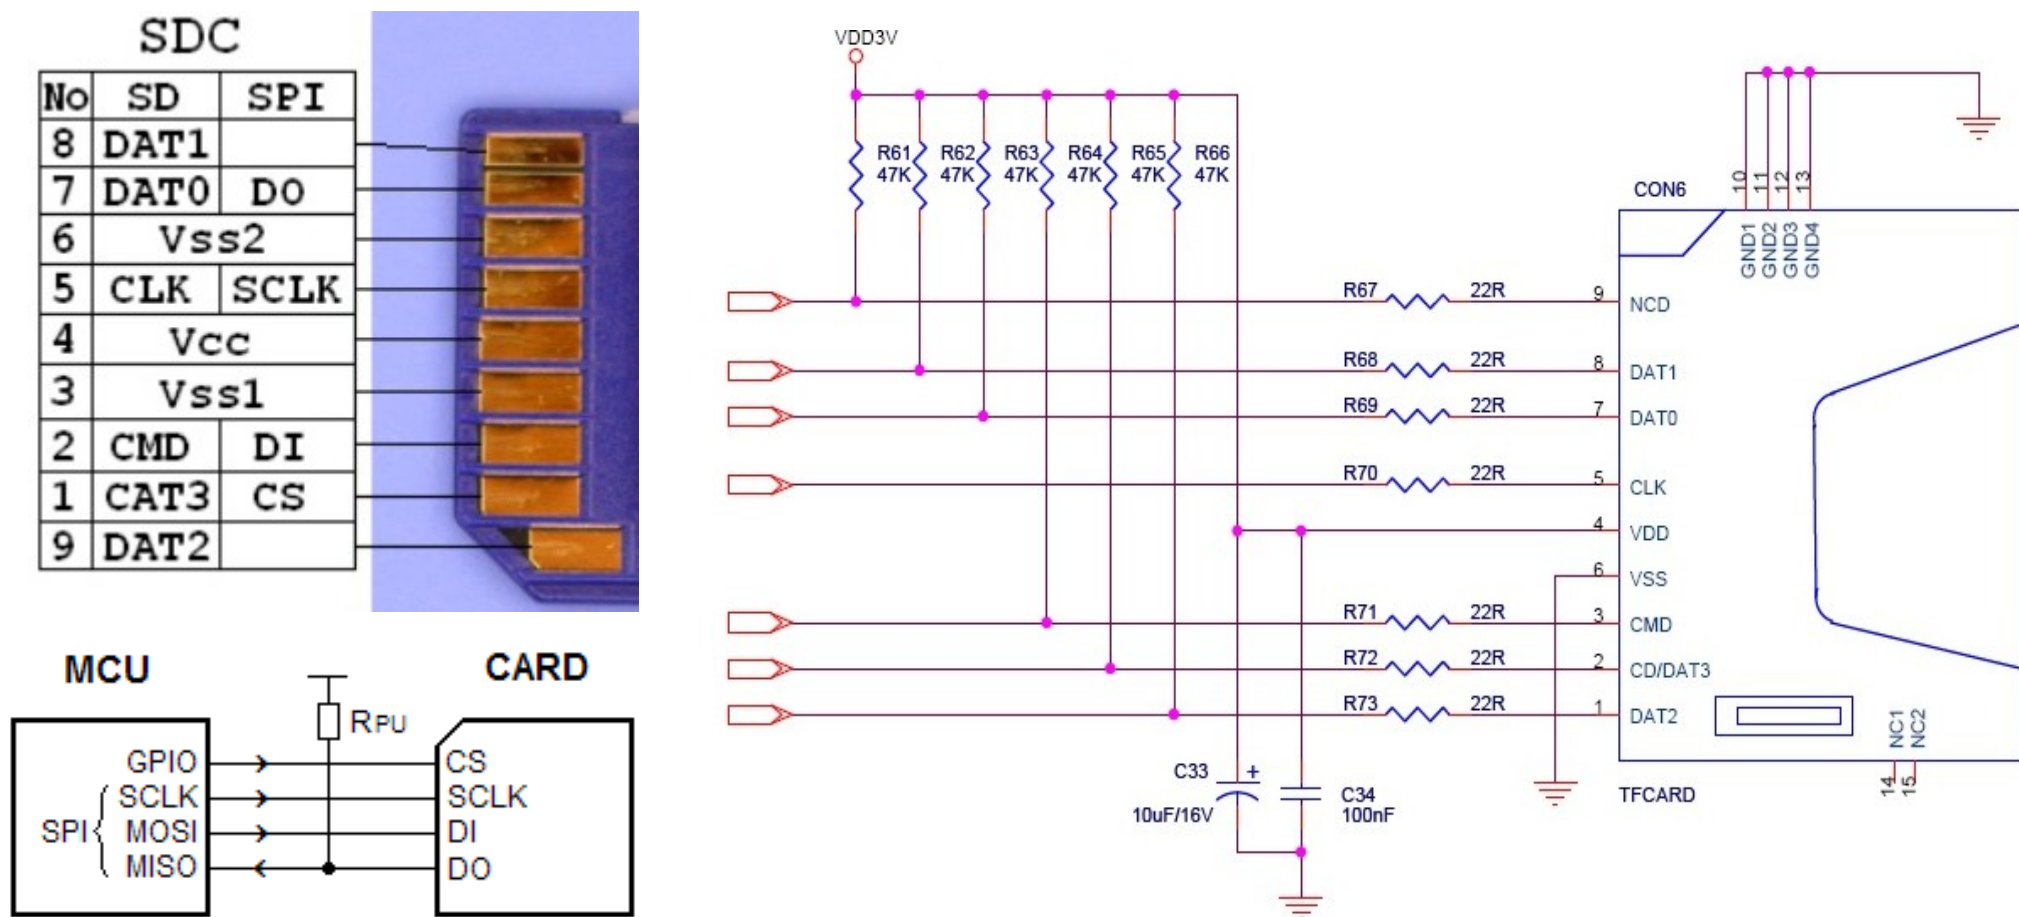 SDC
No SD SPI
8 DAT1
7 DAT0 DO
6 Vss2
5 CLK SCLK
4 Vcc
3 Vss1
2 CMD DI
1 CAT3 CS
9 DAT2
MCU CARD
RPU
GPIO CS
SCLK SCLK
SPI MOSI DI
MISO DO
VDD3V
R61 R62 R63 R64 R65 R66
47K 47K 47K 47K 47K 47K
CON6
10 11 12 13
GND1 GND2 GND3 GND4
R67 22R 9 NCD
R68 22R 8 DAT1
R69 22R 7 DAT0
R70 22R 5 CLK
4 VDD
6 VSS
R71 22R 3 CMD
R72 22R 2 CD/DAT3
R73 22R 1 DAT2
NC1 NC2
14 15
C33 +
10uF/16V
C34
100nF
TFCARD